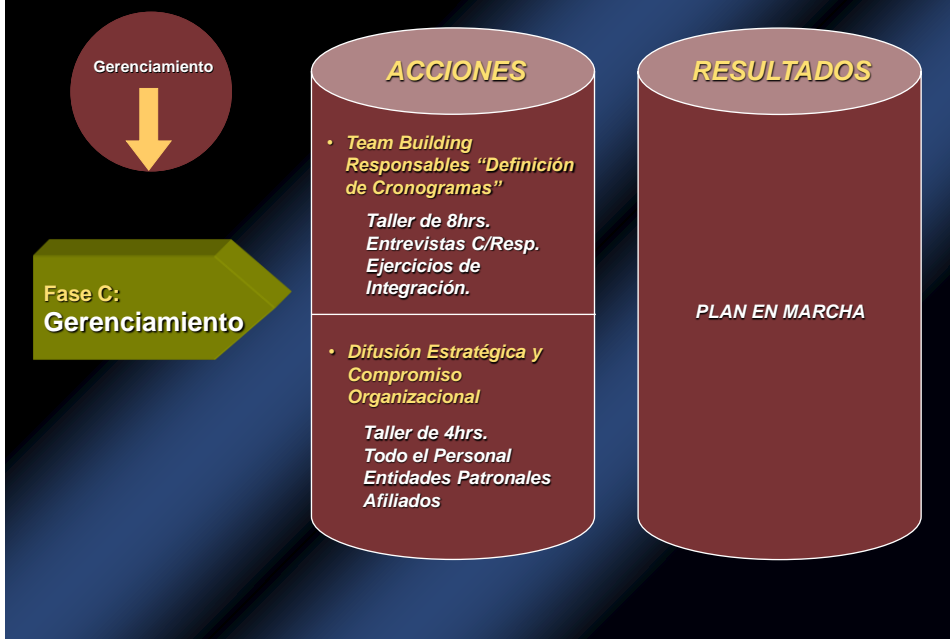 Gerenciamiento
Fase C:
Gerenciamiento
ACCIONES
• Team Building
Responsables “Definición
de Cronogramas”
Taller de 8hrs.
Entrevistas C/Resp.
Ejercicios de
Integración.
• Difusión Estratégica y
Compromiso
Organizacional
Taller de 4hrs.
Todo el Personal
Entidades Patronales
Afiliados
RESULTADOS
PLAN EN MARCHA